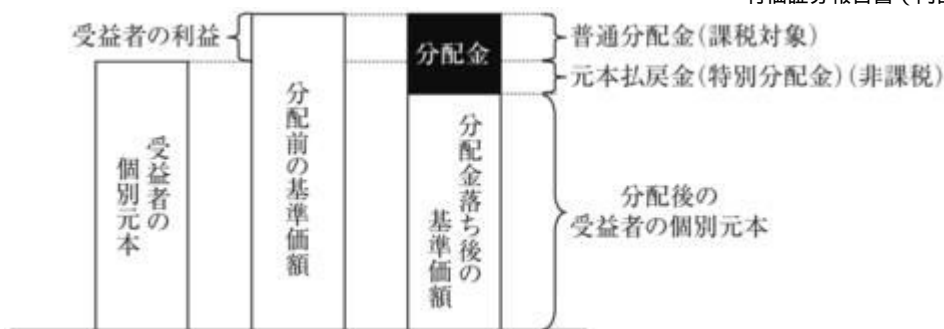 受益者の利益
分配金
普通分配金(課税対象)
元本払戻金(特別分配金)(非課税)
受益者の
個別元本
分配前の基準価額
分配金落ち後の
基準価額
分配後の
受益者の個別元本